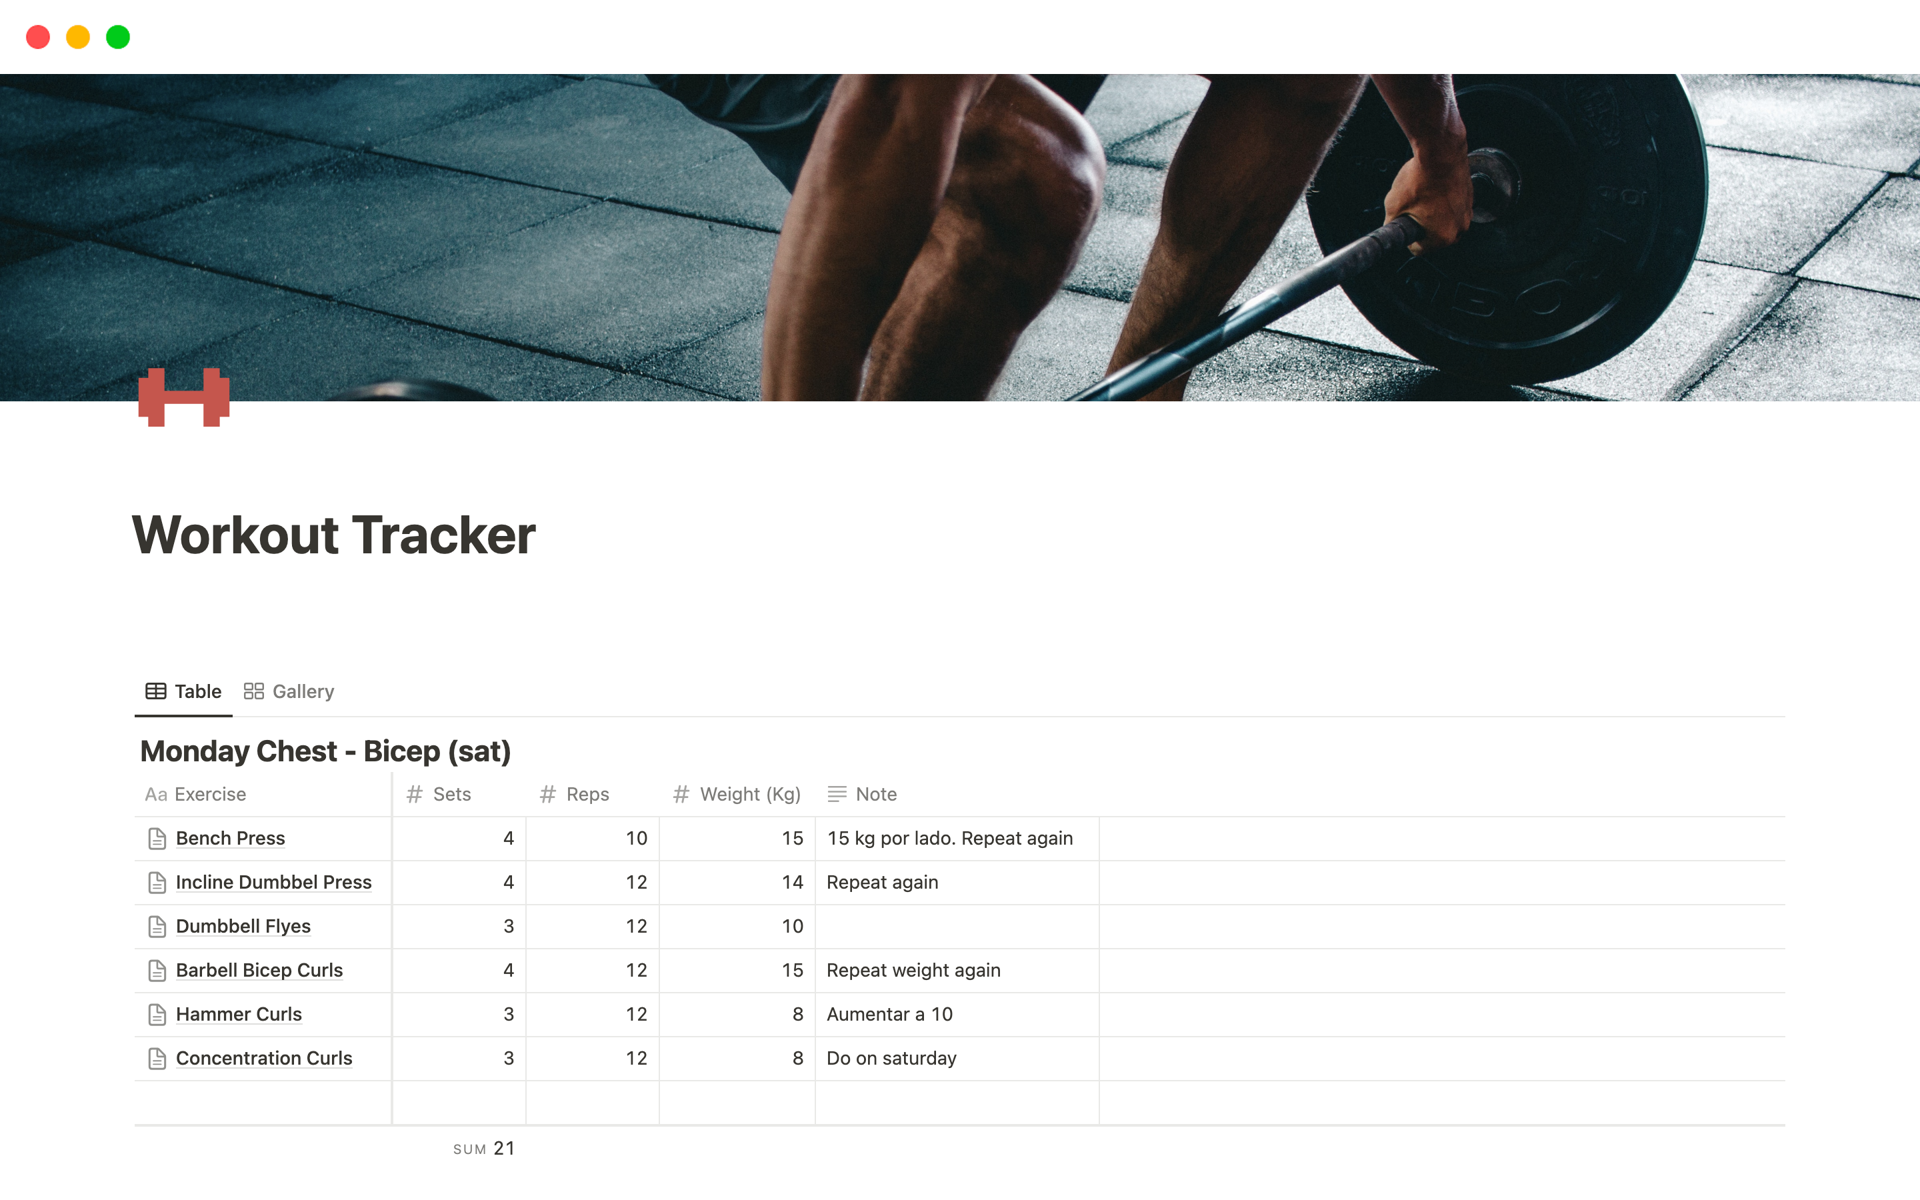 Workout Tracker
Table Gallery
Monday Chest - Bicep (sat)
Aa Exercise # Sets # Reps # Weight (Kg) Note
Bench Press 4 10 15 15 kg por lado. Repeat again
Incline Dumbbel Press 4 12 14 Repeat again
Dumbbell Flyes 3 12 10
Barbell Bicep Curls 4 12 15 Repeat weight again
Hammer Curls 3 12 8 Aumentar a 10
Concentration Curls 3 12 8 Do on saturday
SUM 21